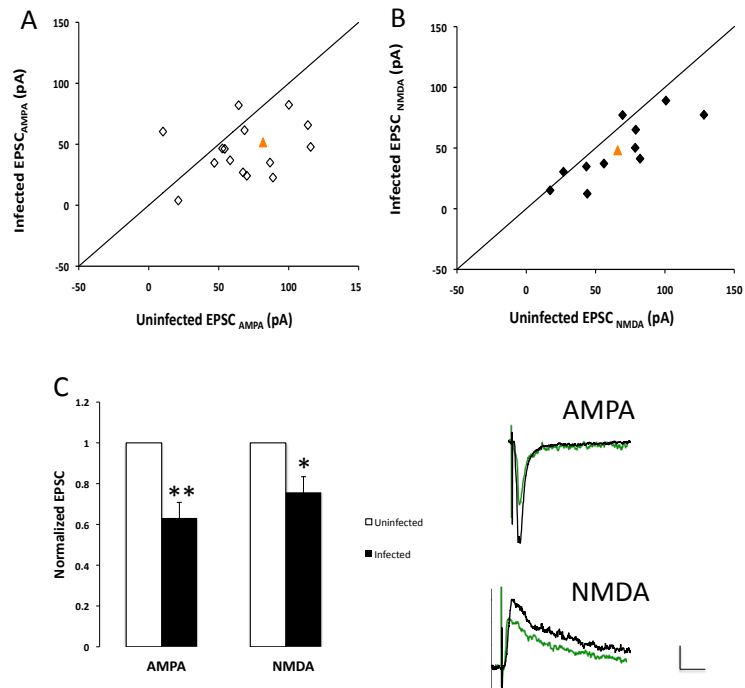 A
150
100
50
0
-50
-50
0
50
100
15
Infected EPSC AMPA (pA)
Uninfected EPSC AMPA (pA)
B
150
100
50
0
-50
-50
0
50
100
150
Infected EPSC NMDA (pA)
Uninfected EPSC NMDA (pA)
C
1.2
1
0.8
0.6
0.4
0.2
0
Normalized EPSC
**
*
AMPA
NMDA
Uninfected
Infected
AMPA
NMDA